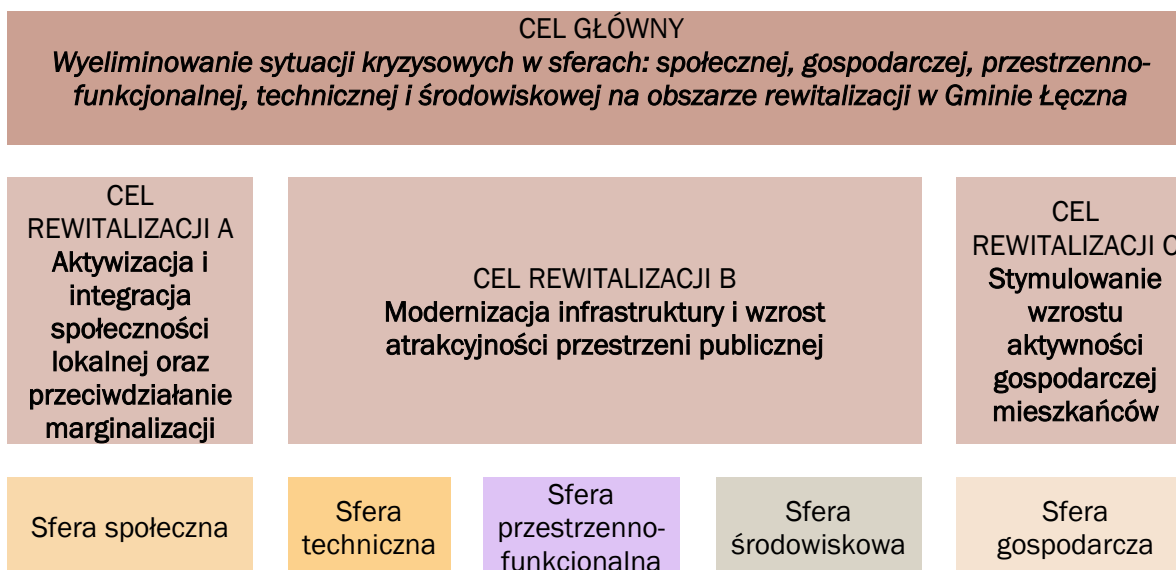 CEL GŁÓWNY
Wyeliminowanie sytuacji kryzysowych w sferach: społecznej, gospodarczej, przestrzenno-
funkcjonalnej, technicznej i środowiskowej na obszarze rewitalizacji w Gminie Łęczna
CEL
REWITALIZACJI A
Aktywizacja i
integracja
społeczności
lokalnej oraz
przeciwdziałanie
marginalizacji
CEL REWITALIZACJI B
Modernizacja infrastruktury i wzrost
atrakcyjności przestrzeni publicznej
CEL
REWITALIZACJI C
Stymulowanie
wzrostu
aktywności
gospodarczej
mieszkańców
Sfera społeczna
Sfera
techniczna
Sfera
przestrzenno-
funkcjonalna
Sfera
środowiskowa
Sfera
gospodarcza